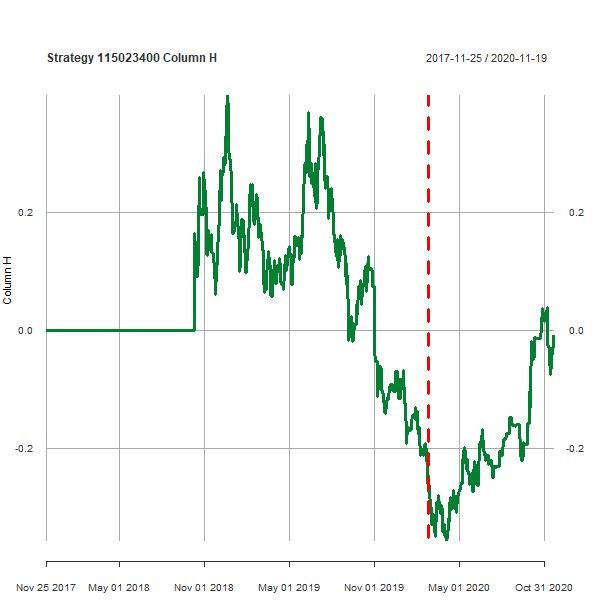 Strategy 115023400 Column H
2017-11-25 / 2020-11-19
Column H
0.2
0.0
-0.2
0.2
0.0
-0.2
Nov 25 2017
May 01 2018
Nov 01 2018
May 01 2019
Nov 01 2019
May 01 2020
Oct 31 2020